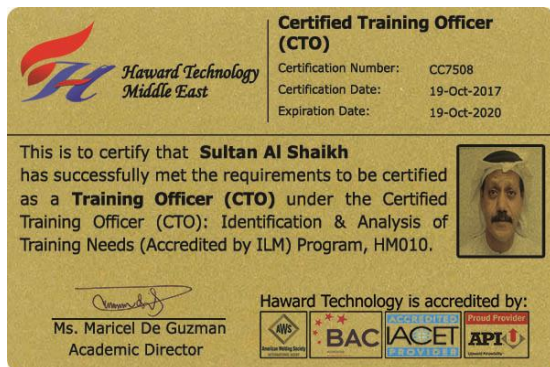 Haward Technology
Middle East
Certified Training Officer
(CTO)
Certification Number: CC7508
Certification Date: 19-Oct-2017
Expiration Date: 19-Oct-2020
This is to certify that Sultan Al Shaikh
has successfully met the requirements to be certified
as a Training Officer (CTO) under the Certified
Training Officer (CTO): Identification & Analysis of
Training Needs (Accredited by ILM) Program, HM010.
Ms. Maricel De Guzman
Academic Director
Haward Technology is accredited by:
AWS
American Welding Society
BAC
ACCREDITED
IACET
PROVIDER
Proud Provider
API U